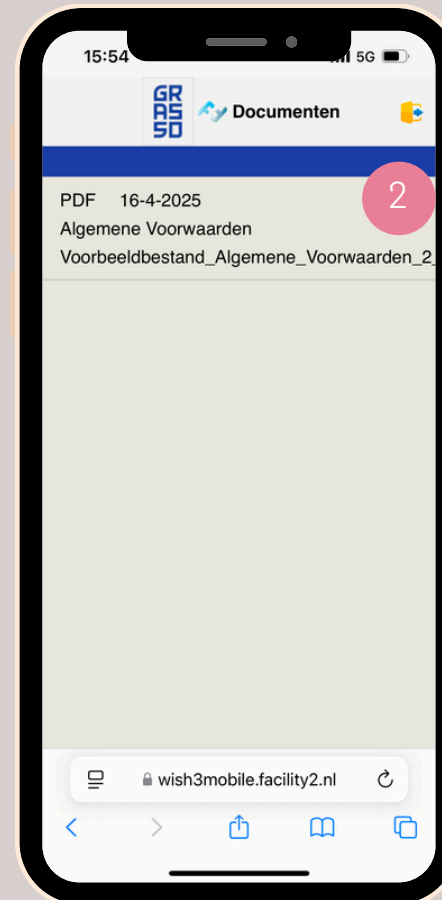 15:54
5G
GR
AS
SO
Documenten
2
PDF 16-4-2025
Algemene Voorwaarden
Voorbeeldbestand_Algemene_Voorwaarden_2_
wish3mobile.facility2.nl